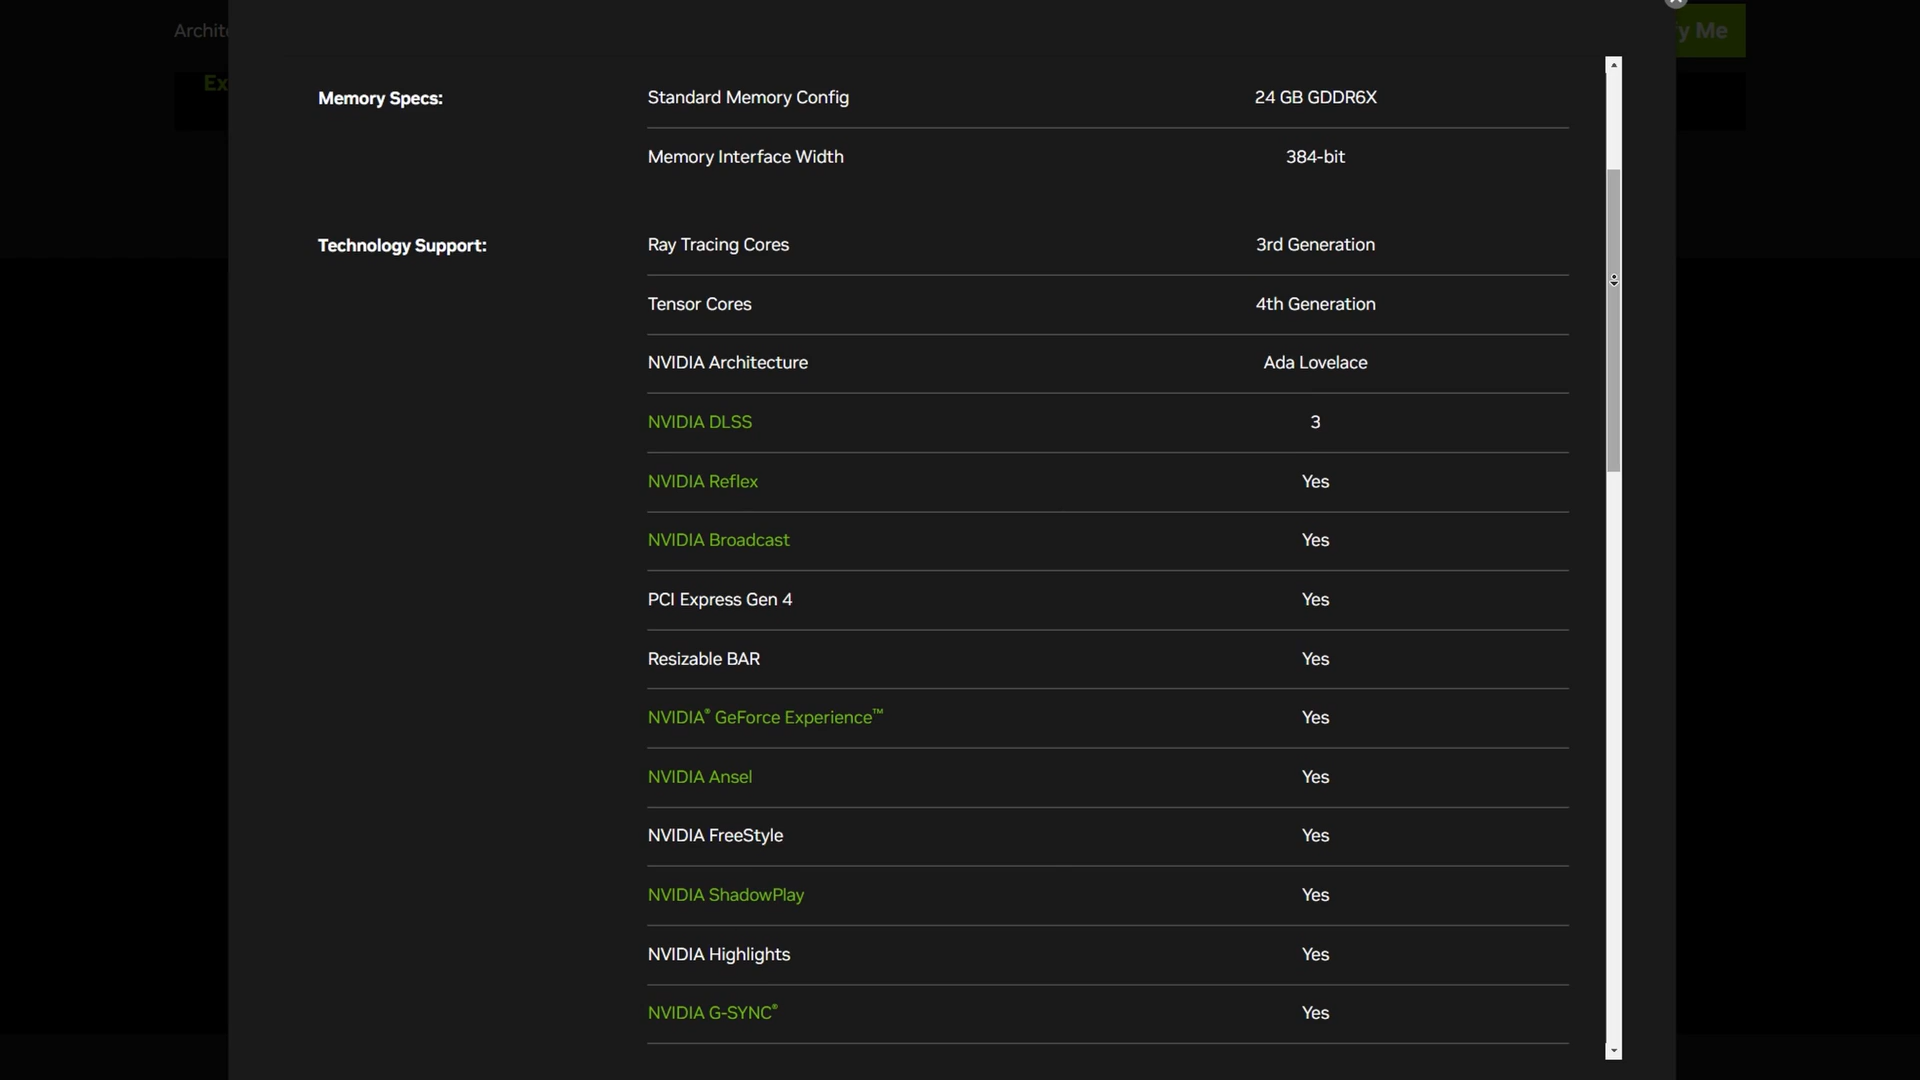 Archit
y Me
Ex
Memory Specs:
Standard Memory Config 24 GB GDDR6X
Memory Interface Width 384-bit
Technology Support:
Ray Tracing Cores 3rd Generation
Tensor Cores 4th Generation
NVIDIA Architecture Ada Lovelace
NVIDIA DLSS 3
NVIDIA Reflex Yes
NVIDIA Broadcast Yes
PCI Express Gen 4 Yes
Resizable BAR Yes
NVIDIA® GeForce Experience™ Yes
NVIDIA Ansel Yes
NVIDIA FreeStyle Yes
NVIDIA ShadowPlay Yes
NVIDIA Highlights Yes
NVIDIA G-SYNC® Yes